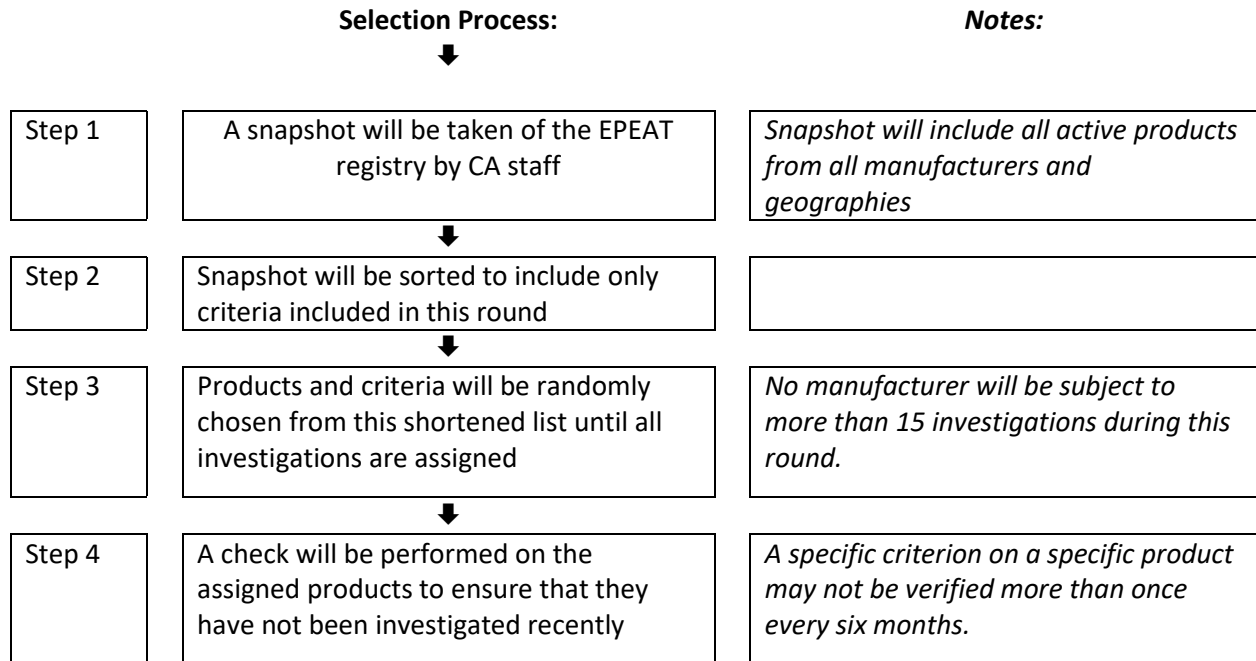 Selection Process:
Notes:
Step 1
A snapshot will be taken of the EPEAT
registry by CA staff
Snapshot will include all active products
from all manufacturers and
geographies
Step 2
Snapshot will be sorted to include only
criteria included in this round
Step 3
Products and criteria will be randomly
chosen from this shortened list until all
investigations are assigned
No manufacturer will be subject to
more than 15 investigations during this
round.
Step 4
A check will be performed on the
assigned products to ensure that they
have not been investigated recently
A specific criterion on a specific product
may not be verified more than once
every six months.